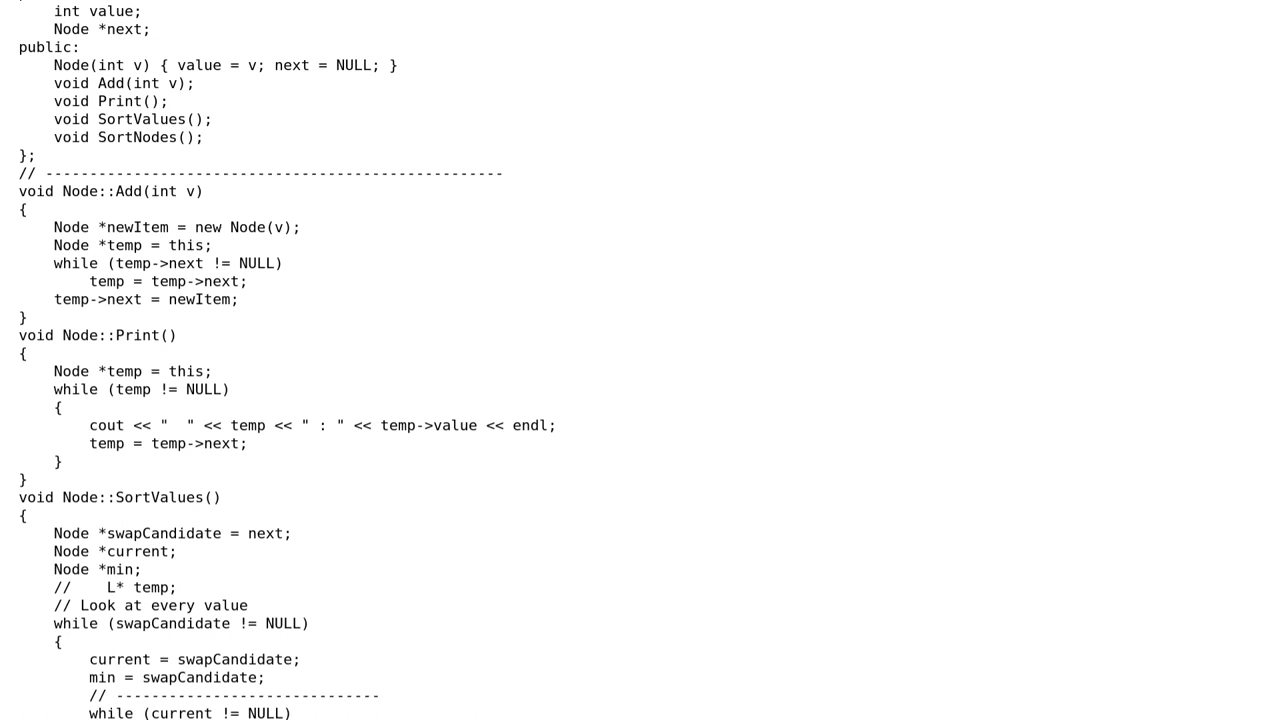 int value;
Node *next;
public:
Node(int v) { value = v; next = NULL; }
void Add(int v);
void Print();
void SortValues();
void SortNodes();
};
// ----------------------------------------------------
void Node::Add(int v)
{
Node *newItem = new Node(v);
Node *temp = this;
while (temp->next != NULL)
temp = temp->next;
temp->next = newItem;
}
void Node::Print()
{
Node *temp = this;
while (temp != NULL)
{
cout << "  " << temp << " : " << temp->value << endl;
temp = temp->next;
}
}
void Node::SortValues()
{
Node *swapCandidate = next;
Node *current;
Node *min;
//    L* temp;
// Look at every value
while (swapCandidate != NULL)
{
current = swapCandidate;
min = swapCandidate;
// ------------------------------
while (current != NULL)